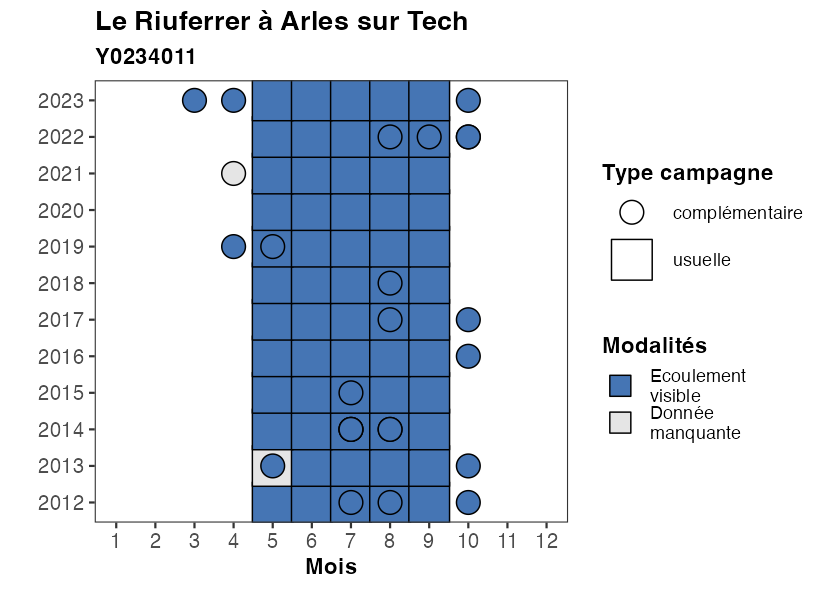 Le Riuferrer à Arles sur Tech
Y0234011
2023
2022
2021
2020
2019
2018
2017
2016
2015
2014
2013
2012
1 2 3 4 5 6 7 8 9 10 11 12
Mois
Type campagne
complémentaire
usuelle
Modalités
Ecoulement
visible
Donnée
manquante